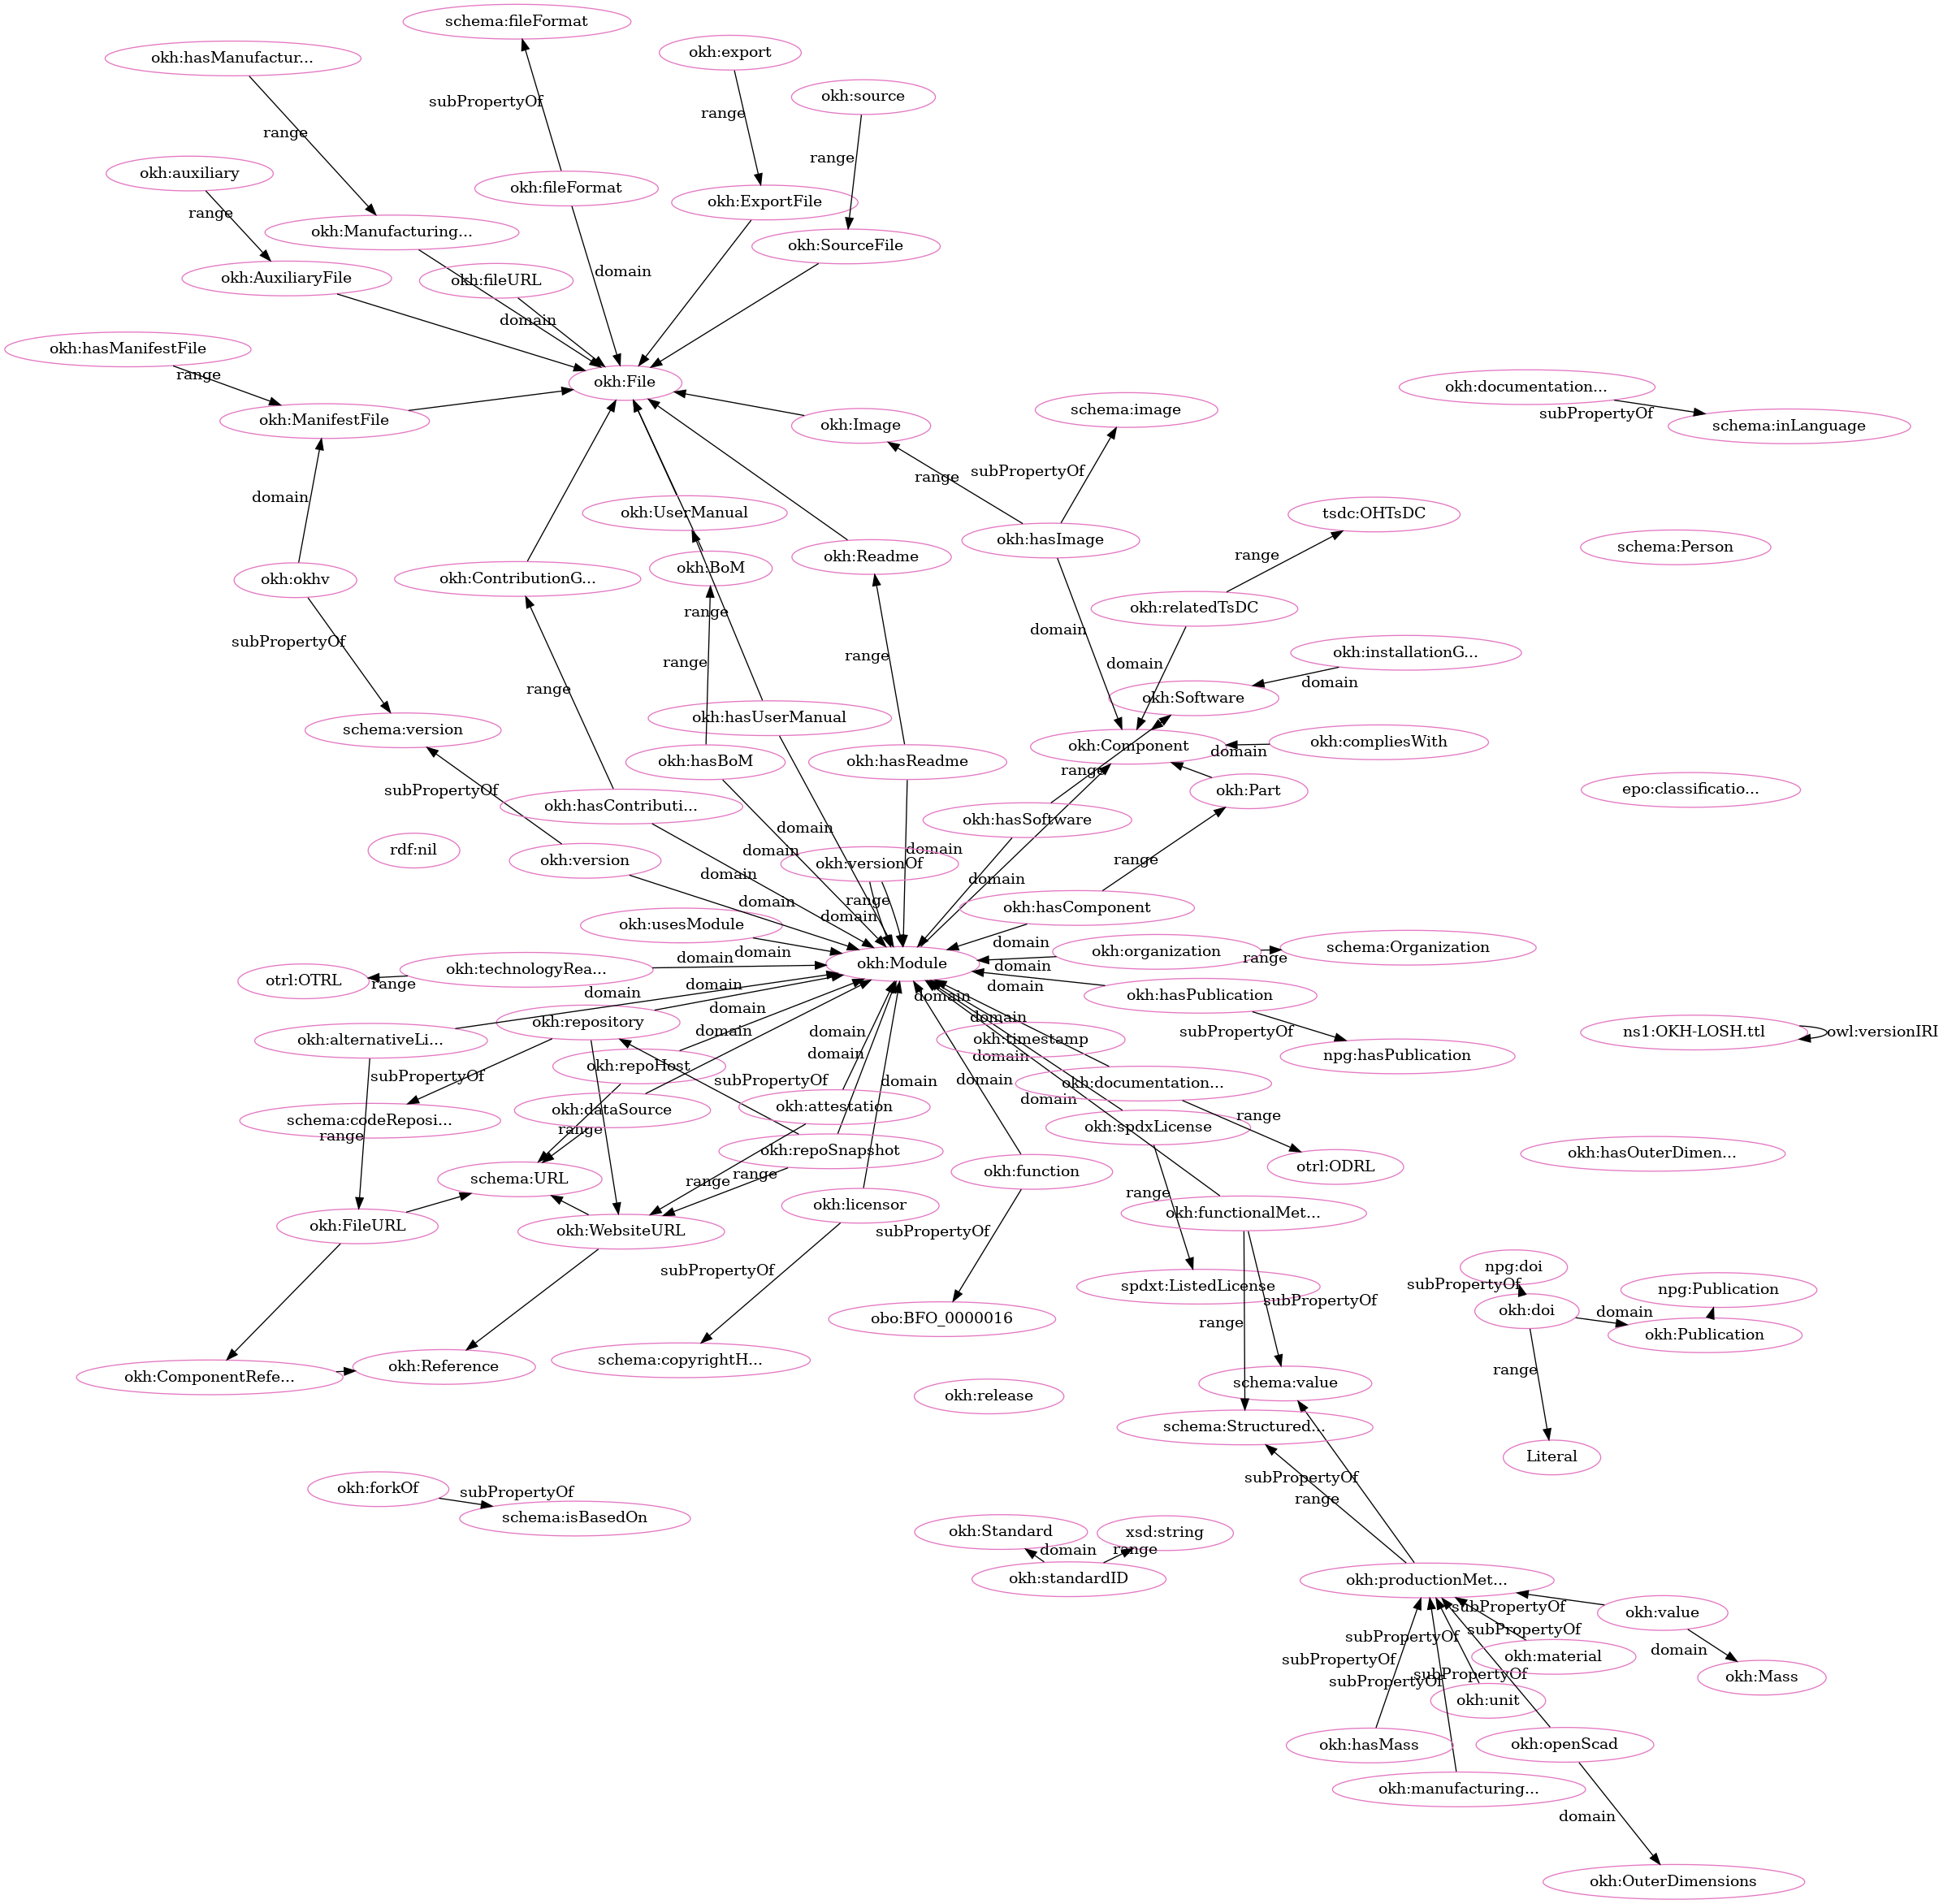 schema:fileFormat
okh:export
okh:hasManufactur...
okh:source
subPropertyOf
range
range
range
okh:auxiliary
okh:fileFormat
okh:ExportFile
range
okh:Manufacturing...
okh:SourceFile
domain
okh:AuxiliaryFile
okh:fileURL
domain
okh:hasManifestFile
range
okh:File
okh:documentation...
schema:image
subPropertyOf
okh:ManifestFile
okh:Image
schema:inLanguage
subPropertyOf
range
domain
okh:UserManual
tsdc:OHTsDC
okh:hasImage
schema:Person
range
okh:Readme
okh:BoM
okh:okhv
okh:ContributionG...
okh:relatedTsDC
range
domain
subPropertyOf
okh:installationG...
range
range
domain
domain
range
okh:Software
okh:hasUserManual
schema:version
okh:compliesWith
okh:Component
domain
okh:hasBoM
okh:hasReadme
range
subPropertyOf
okh:Part
epo:classificatio...
okh:hasContributi...
okh:hasSoftware
domain
rdf:nil
domain
domain
okh:version
okh:versionOf
range
domain
domain
domain
range
okh:hasComponent
domain
okh:usesModule
domain
okh:organization
schema:Organization
domain
domain
range
okh:Module
okh:technologyRea...
domain
otrl:OTRL
range
domain
domain
domain
okh:hasPublication
domain
domain
domain
okh:repository
subPropertyOf
domain
domain
ns1:OKH-LOSH.ttl
owl:versionIRI
okh:alternativeLi...
okh:timestamp
domain
domain
npg:hasPublication
okh:repoHost
subPropertyOf
subPropertyOf
domain
domain
okh:documentation...
domain
okh:dataSource
okh:attestation
range
schema:codeReposi...
okh:spdxLicense
range
range
okh:repoSnapshot
okh:hasOuterDimen...
otrl:ODRL
okh:function
range
schema:URL
range
range
okh:licensor
okh:functionalMet...
okh:FileURL
okh:WebsiteURL
subPropertyOf
npg:doi
subPropertyOf
subPropertyOf
spdxt:ListedLicense
npg:Publication
subPropertyOf
okh:doi
domain
obo:BFO_0000016
range
okh:Publication
schema:copyrightH...
okh:Reference
range
okh:ComponentRefe...
schema:value
okh:release
schema:Structured...
Literal
subPropertyOf
okh:forkOf
subPropertyOf
range
schema:isBasedOn
okh:Standard
xsd:string
domain
range
okh:standardID
okh:productionMet...
subPropertyOf
okh:value
subPropertyOf
subPropertyOf
domain
okh:material
subPropertyOf
subPropertyOf
subPropertyOf
okh:Mass
okh:unit
okh:hasMass
okh:openScad
okh:manufacturing...
domain
okh:OuterDimensions